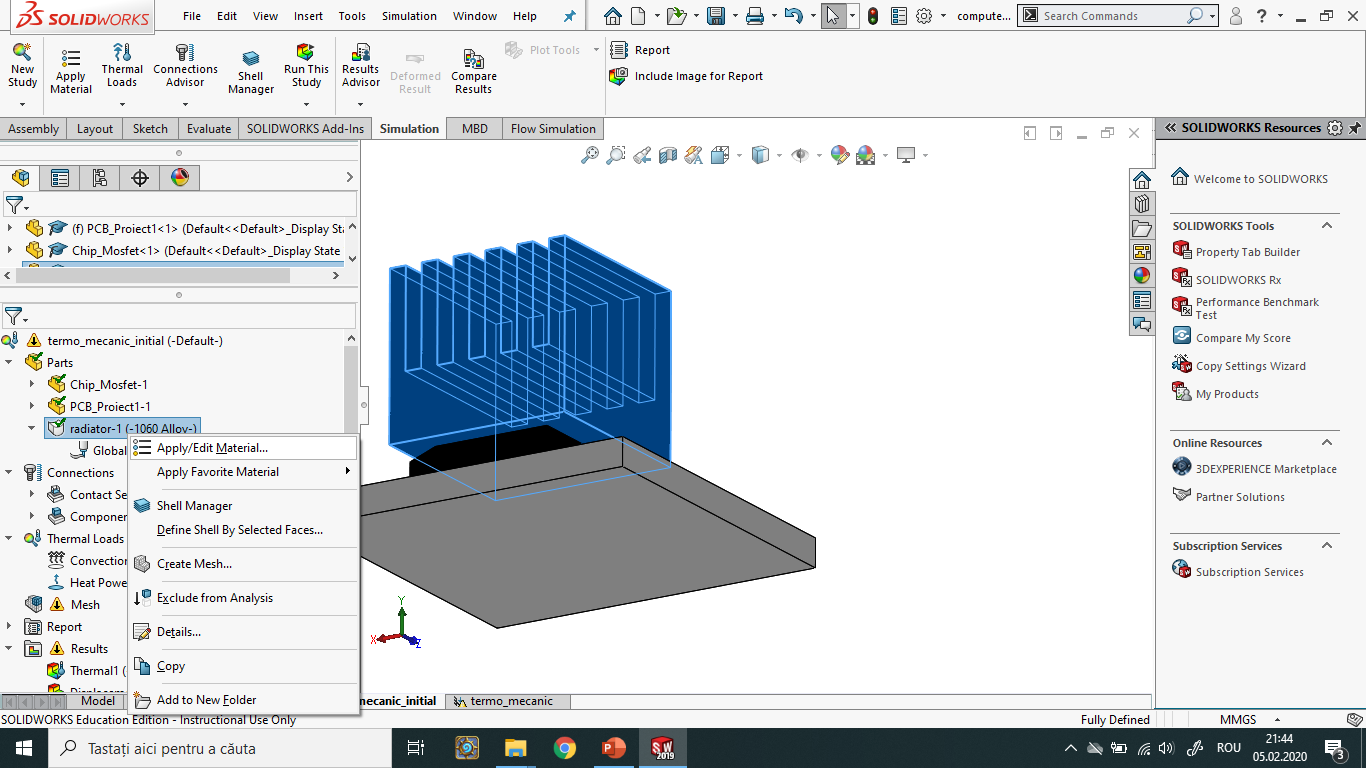 SOLIDWORKS
File Edit View Insert Tools Simulation Window Help
compute...
Search Commands
New Study
Apply Material
Thermal Loads
Connections Advisor
Shell Manager
Run This Study
Results Advisor
Deformed Result
Compare Results
Plot Tools
Report
Include Image for Report
Assembly Layout Sketch Evaluate SOLIDWORKS Add-Ins Simulation MBD Flow Simulation
(f) PCB_Proiect1<1> (Default<<Default>_Display Sta
Chip_Mosfet<1> (Default<<Default>_Display State
termo_mecanic_initial (-Default-)
Parts
Chip_Mosfet-1
PCB_Proiect1-1
radiator-1 (-1060 Alloy-)
Global
Connections
Contact Se
Componen
Thermal Loads
Convection
Heat Powe
Mesh
Report
Results
Thermal1 (
Apply/Edit Material...
Apply Favorite Material
Shell Manager
Define Shell By Selected Faces...
Create Mesh...
Exclude from Analysis
Details...
Copy
Add to New Folder
Y
X
Z
Model
ecanic_initial
termo_mecanic
SOLIDWORKS Resources
Welcome to SOLIDWORKS
SOLIDWORKS Tools
Property Tab Builder
SOLIDWORKS Rx
Performance Benchmark
Test
Compare My Score
Copy Settings Wizard
My Products
Online Resources
3DEXPERIENCE Marketplace
Partner Solutions
Subscription Services
Subscription Services
SOLIDWORKS Education Edition - Instructional Use Only
Fully Defined
MMGS
Tastați aici pentru a căuta
SW
2019
ROU
21:44
05.02.2020
3